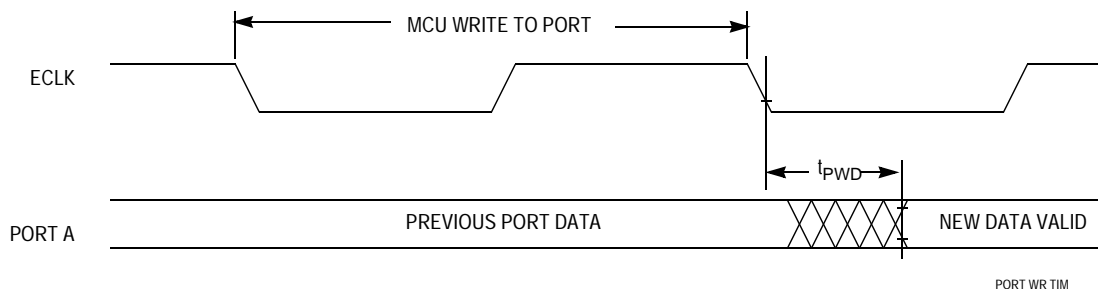 MCU WRITE TO PORT
ECLK
tPWD
PREVIOUS PORT DATA
NEW DATA VALID
PORT A
PORT WR TIM